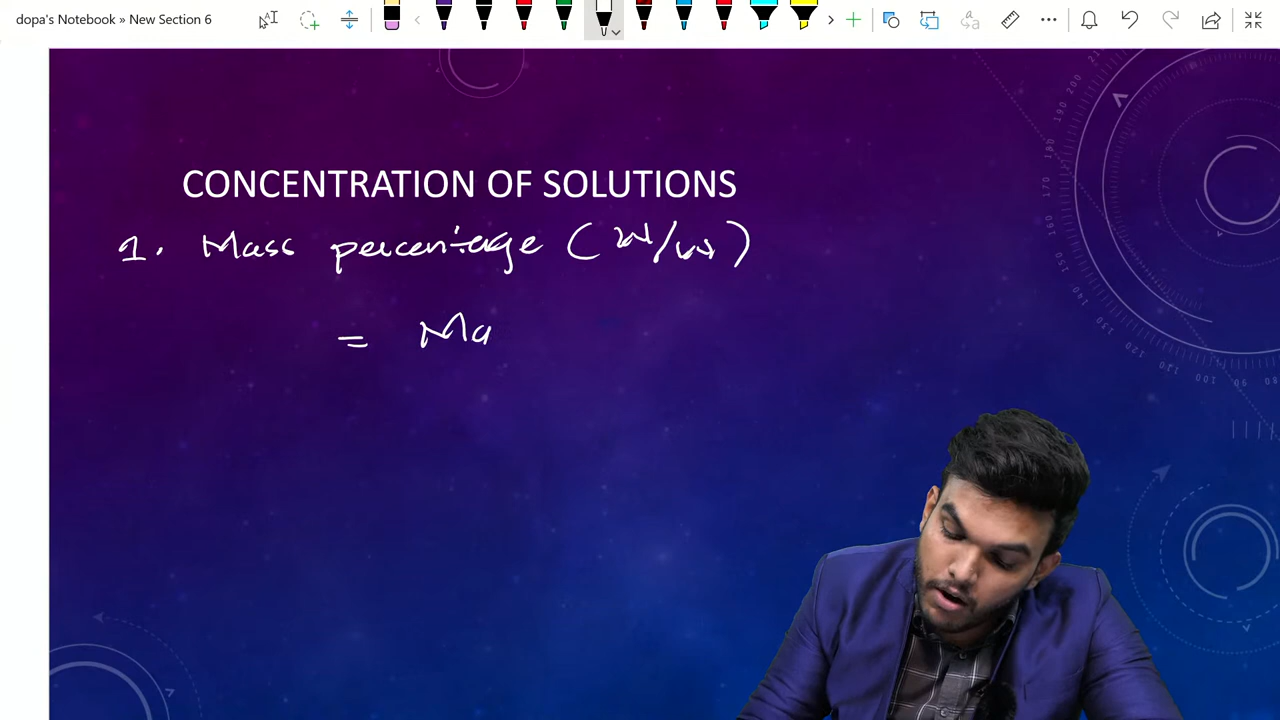 dopa's Notebook » New Section 6
CONCENTRATION OF SOLUTIONS
1. Mass percentage (W/W)
= Ma